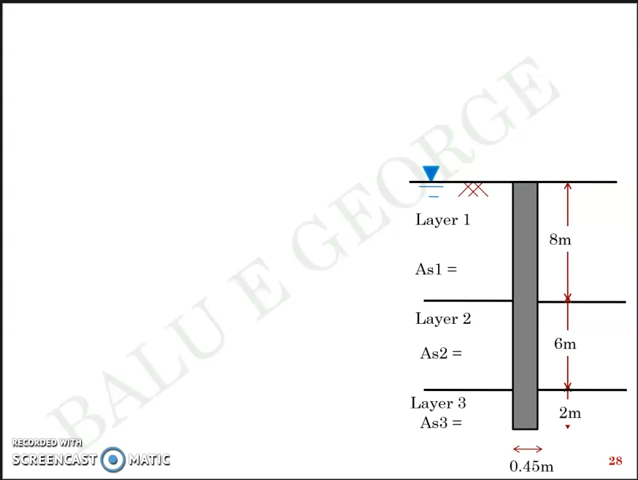 BALU E GEORGE
Layer 1
8m
As1 =
Layer 2
6m
As2 =
Layer 3
2m
As3 =
RECORDED WITH
SCREENCAST MATIC
0.45m
28